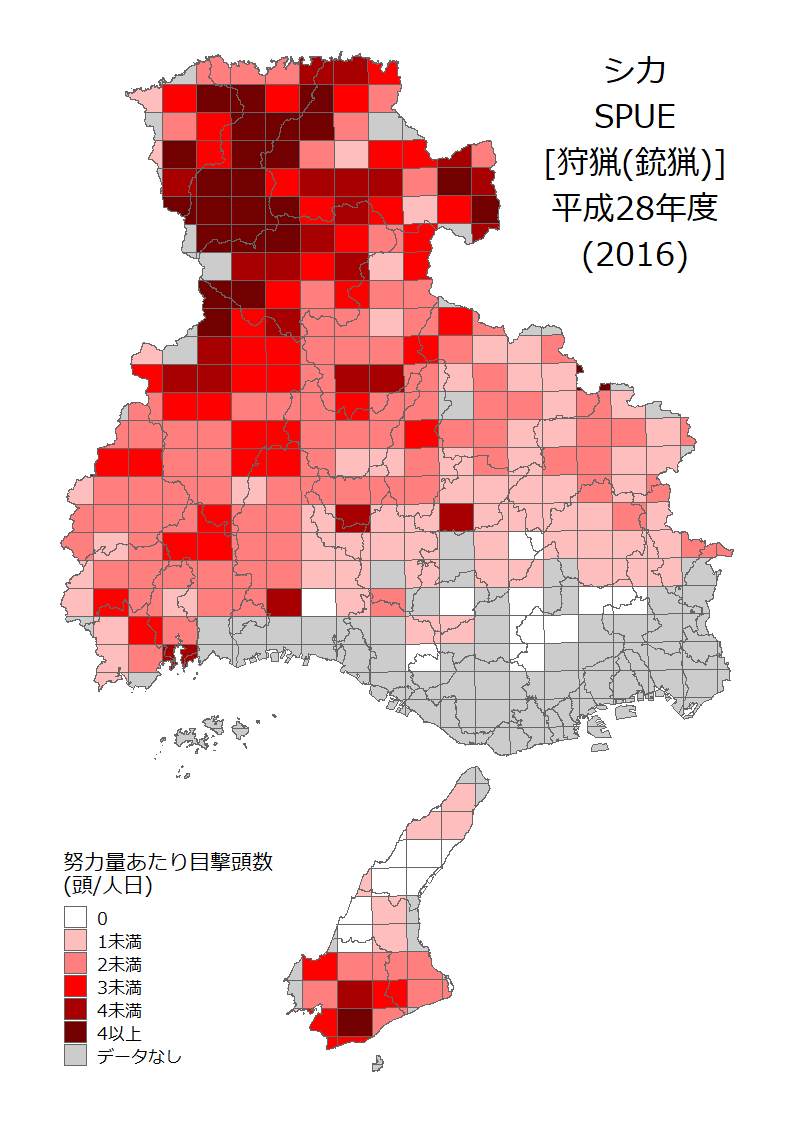 シカ
SPUE
[狩猟(銃猟)]
平成28年度
(2016)
努力量あたり目撃頭数
(頭/人日)
0
1未満
2未満
3未満
4未満
4以上
データなし